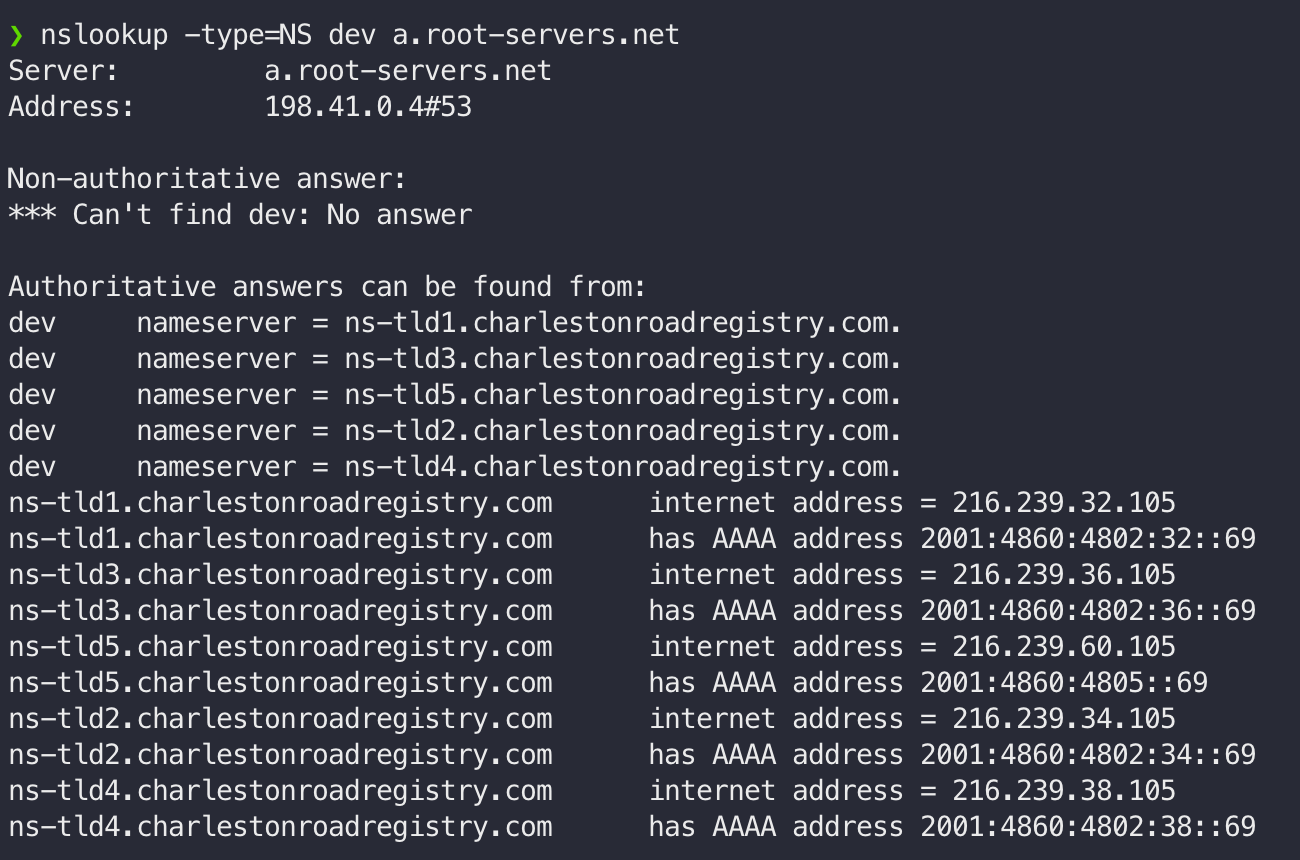 ❯ nslookup -type=NS dev a.root-servers.net
Server:         a.root-servers.net
Address:        198.41.0.4#53

Non-authoritative answer:
*** Can't find dev: No answer

Authoritative answers can be found from:
dev     nameserver = ns-tld1.charlestonroadregistry.com.
dev     nameserver = ns-tld3.charlestonroadregistry.com.
dev     nameserver = ns-tld5.charlestonroadregistry.com.
dev     nameserver = ns-tld2.charlestonroadregistry.com.
dev     nameserver = ns-tld4.charlestonroadregistry.com.
ns-tld1.charlestonroadregistry.com      internet address = 216.239.32.105
ns-tld1.charlestonroadregistry.com      has AAAA address 2001:4860:4802:32::69
ns-tld3.charlestonroadregistry.com      internet address = 216.239.36.105
ns-tld3.charlestonroadregistry.com      has AAAA address 2001:4860:4802:36::69
ns-tld5.charlestonroadregistry.com      internet address = 216.239.60.105
ns-tld5.charlestonroadregistry.com      has AAAA address 2001:4860:4805::69
ns-tld2.charlestonroadregistry.com      internet address = 216.239.34.105
ns-tld2.charlestonroadregistry.com      has AAAA address 2001:4860:4802:34::69
ns-tld4.charlestonroadregistry.com      internet address = 216.239.38.105
ns-tld4.charlestonroadregistry.com      has AAAA address 2001:4860:4802:38::69